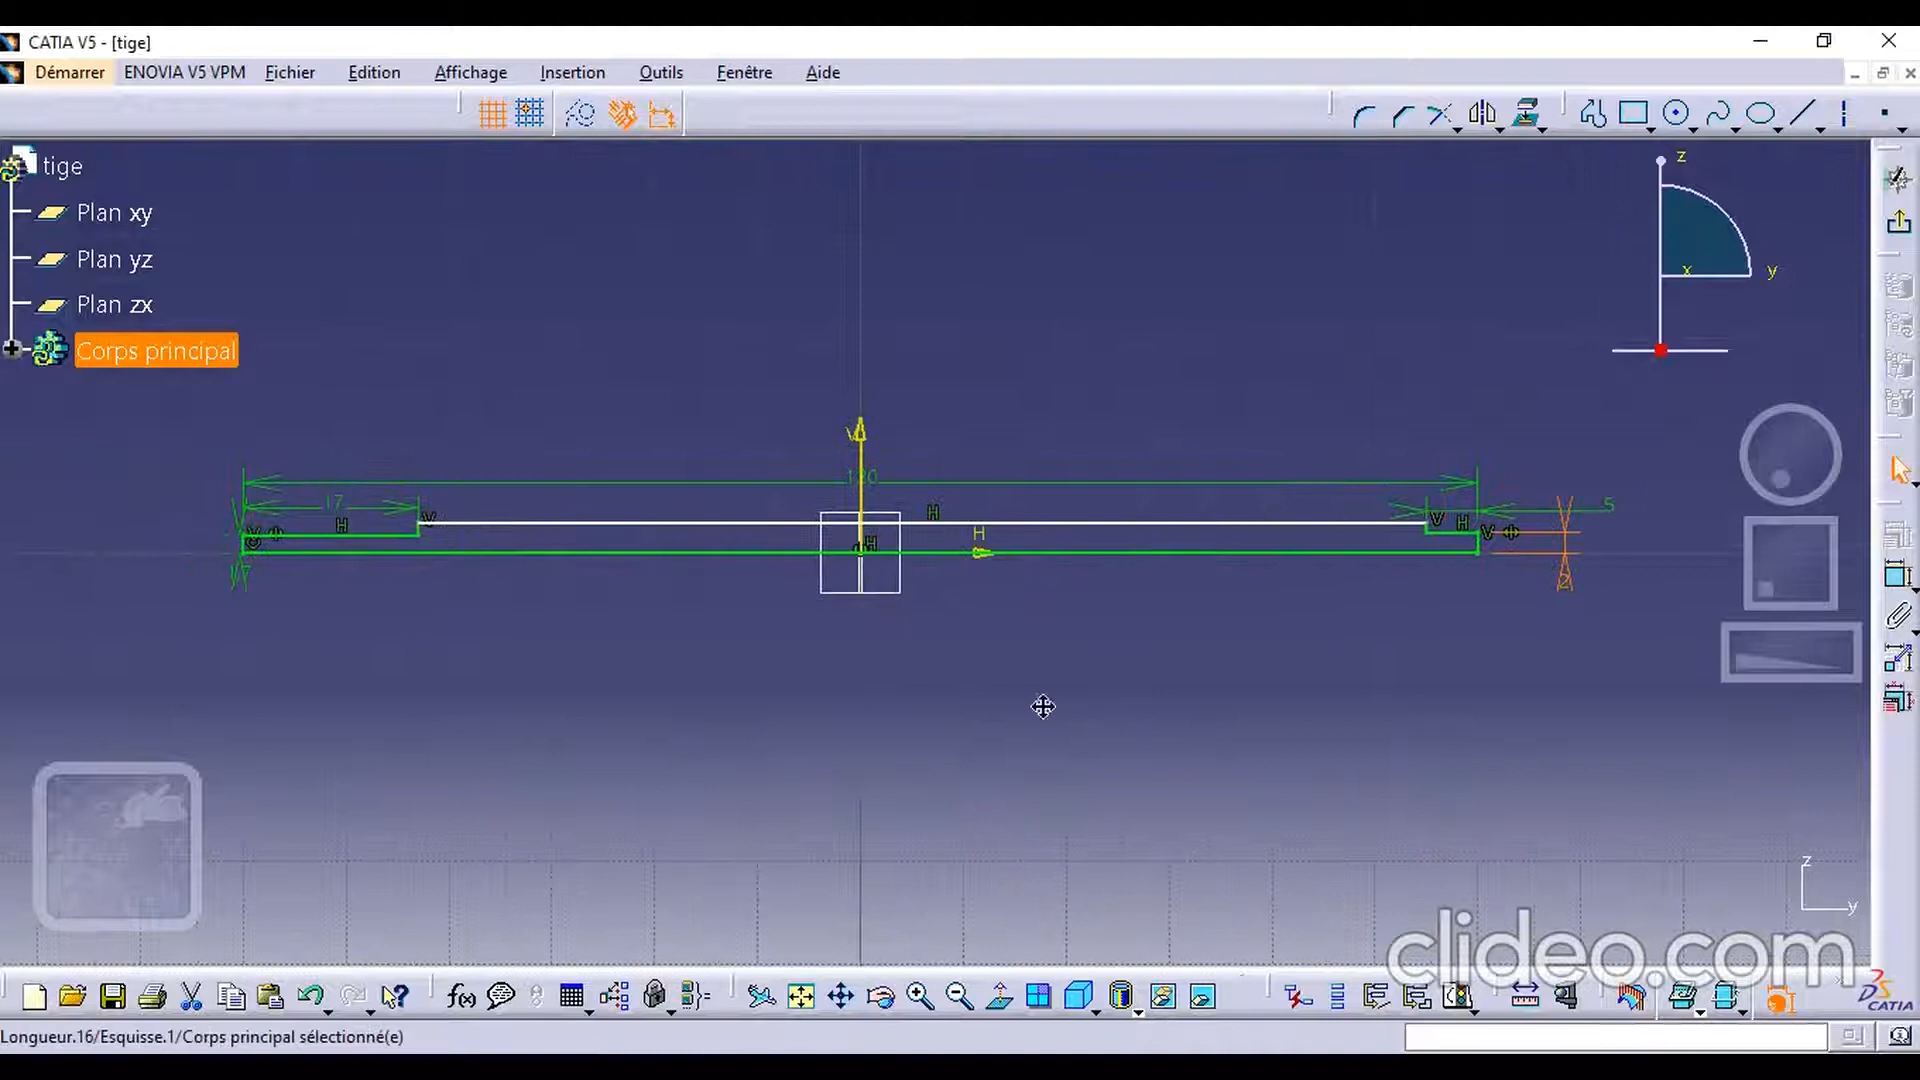 CATIA V5 - [tige]
Démarrer ENOVIA V5 VPM Fichier Edition Affichage Insertion Outils Fenêtre Aide
tige
Plan xy
Plan yz
Plan zx
Corps principal
z
x
y
V
17
5
V
H
V
H
V
H
V
H
H
2
z
y
clideo.com
f(x)
CATIA
Longueur.16/Esquisse.1/Corps principal sélectionné(e)